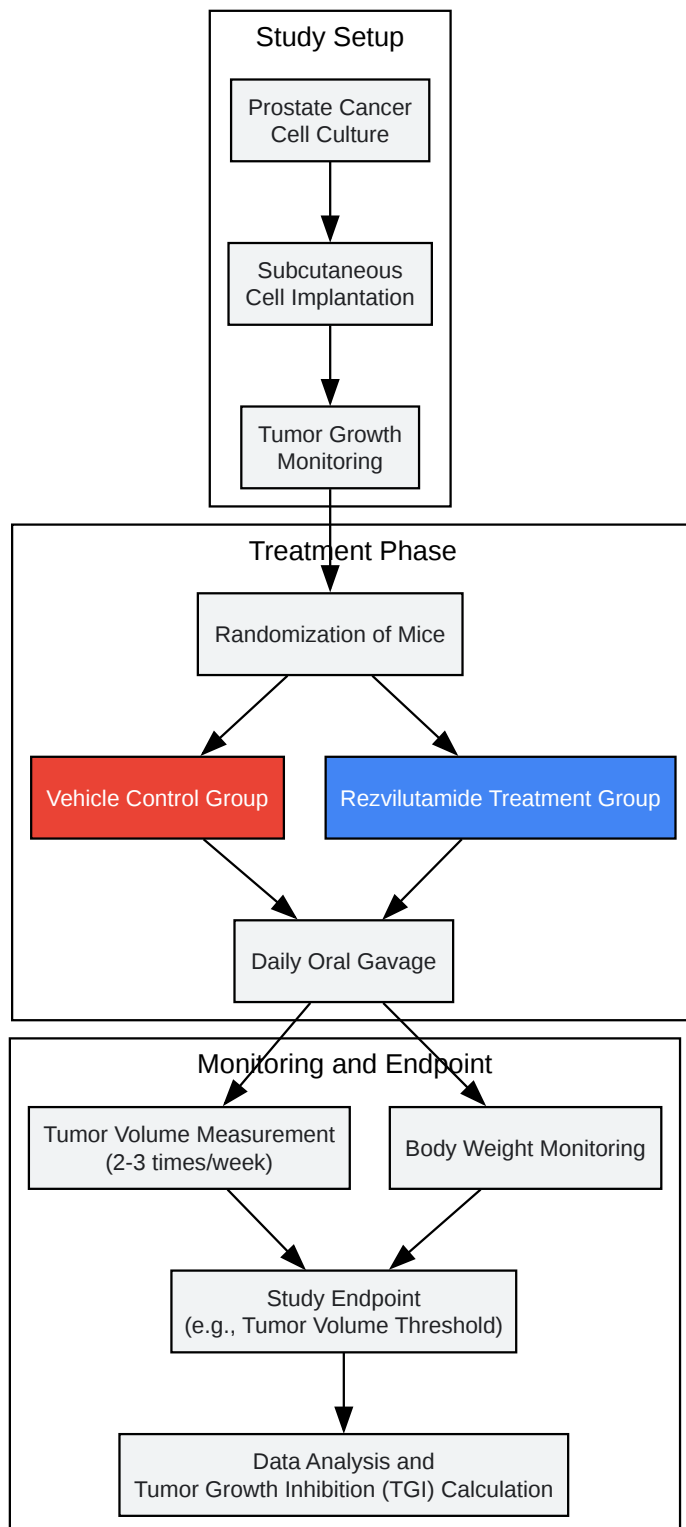 Study Setup
Prostate Cancer
Cell Culture
Subcutaneous
Cell Implantation
Tumor Growth
Monitoring
Treatment Phase
Randomization of Mice
Vehicle Control Group
Rezvilutamide Treatment Group
Daily Oral Gavage
Monitoring and Endpoint
Tumor Volume Measurement
(2-3 times/week)
Body Weight Monitoring
Study Endpoint
(e.g., Tumor Volume Threshold)
Data Analysis and
Tumor Growth Inhibition (TGI) Calculation